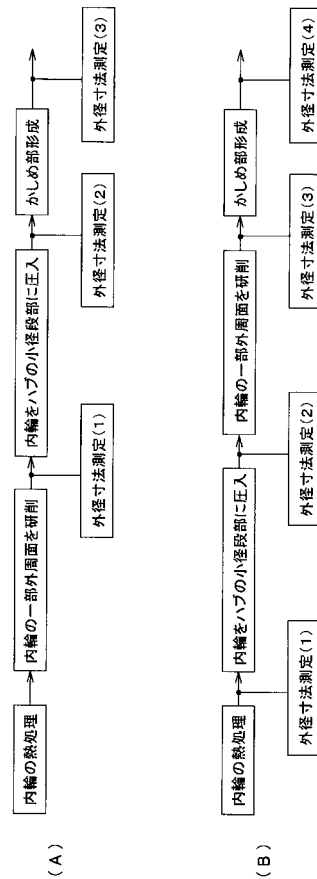 (A)
内輪の熱処理
内輪の一部外周面を研削
外径寸法測定(1)
内輪をハブの小径段部に圧入
外径寸法測定(2)
かしめ部形成
外径寸法測定(3)
(B)
内輪の熱処理
外径寸法測定(1)
内輪をハブの小径段部に圧入
外径寸法測定(2)
内輪の一部外周面を研削
外径寸法測定(3)
かしめ部形成
外径寸法測定(4)